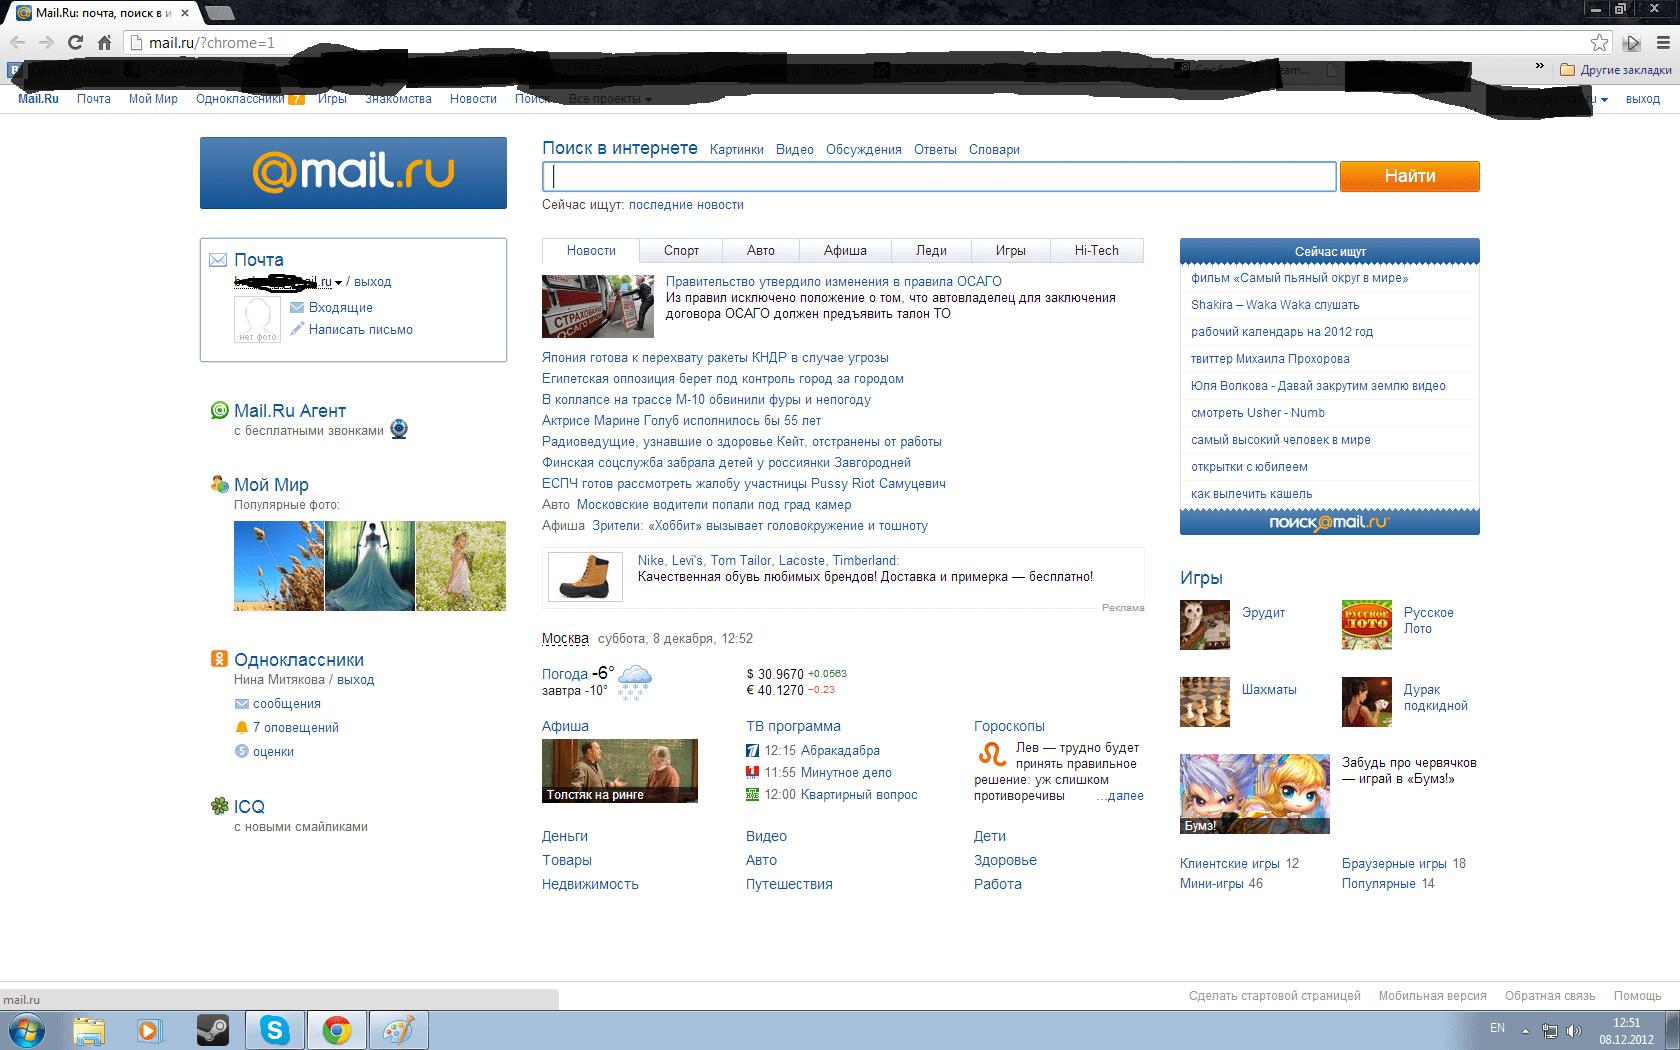 Mail.Ru: почта, поиск в и
mail.ru/?chrome=1
Другие закладки
Mail.Ru Почта Мой Мир Одноклассники 7 Игры Знакомства Новости Поиск Все проекты выход
@mail.ru
Поиск в интернете Картинки Видео Обсуждения Ответы Словари
Найти
Сейчас ищут: последние новости
Почта
/ выход
нет фото
Входящие
Написать письмо
Mail.Ru Агент
с бесплатными звонками
Мой Мир
Популярные фото:
Одноклассники
Нина Митякова / выход
сообщения
7 оповещений
5 оценки
ICQ
с новыми смайликами
Новости Спорт Авто Афиша Леди Игры Hi-Tech
СТРАХОВАНИЕ
Правительство утвердило изменения в правила ОСАГО
Из правил исключено положение о том, что автовладелец для заключения
договора ОСАГО должен предъявить талон ТО
Япония готова к перехвату ракеты КНДР в случае угрозы
Египетская оппозиция берет под контроль город за городом
В коллапсе на трассе М-10 обвинили фуры и непогоду
Актрисе Марине Голуб исполнилось бы 55 лет
Радиоведущие, узнавшие о здоровье Кейт, отстранены от работы
Финская соцслужба забрала детей у россиянки Завгородней
ЕСПЧ готов рассмотреть жалобу участницы Pussy Riot Самуцевич
Авто Московские водители попали под град камер
Афиша Зрители: «Хоббит» вызывает головокружение и тошноту
Nike, Levi's, Tom Tailor, Lacoste, Timberland:
Качественная обувь любимых брендов! Доставка и примерка — бесплатно!
Реклама
Москва суббота, 8 декабря, 12:52
Погода -6°
завтра -10°
$ 30.9670 +0.0563
€ 40.1270 −0.23
Афиша
Толстяк на ринге
ТВ программа
12:15 Абракадабра
11:55 Минутное дело
12:00 Квартирный вопрос
Гороскопы
Лев — трудно будет
принять правильное
решение: уж слишком
противоречивы ...далее
Деньги Видео Дети
Товары Авто Здоровье
Недвижимость Путешествия Работа
Сейчас ищут
фильм «Самый пьяный округ в мире»
Shakira – Waka Waka слушать
рабочий календарь на 2012 год
твиттер Михаила Прохорова
Юля Волкова - Давай закрутим землю видео
смотреть Usher - Numb
самый высокий человек в мире
открытки с юбилеем
как вылечить кашель
поиск@mail.ru
Игры
Эрудит
РУССКОЕ ЛОТО
Русское
Лото
Шахматы
Дурак
подкидной
Бумз!
Забудь про червячков
— играй в «Бумз!»
Клиентские игры 12 Браузерные игры 18
Мини-игры 46 Популярные 14
Сделать стартовой страницей Мобильная версия Обратная связь Помощь
mail.ru
EN
12:51
08.12.2012